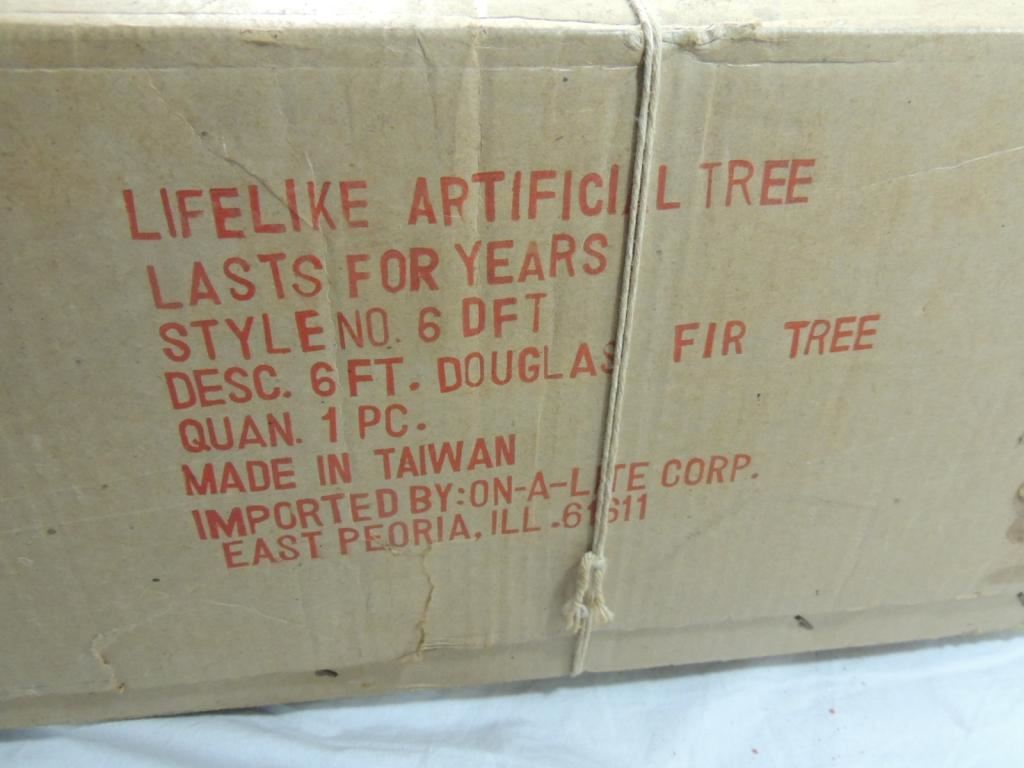 LIFELIKE ARTIFICIAL TREE
LASTS FOR YEARS
STYLE NO. 6 DFT
DESC. 6 FT. DOUGLAS FIR TREE
QUAN. 1 PC.
MADE IN TAIWAN
IMPORTED BY: ON-A-LITE CORP.
EAST PEORIA, ILL. 61611